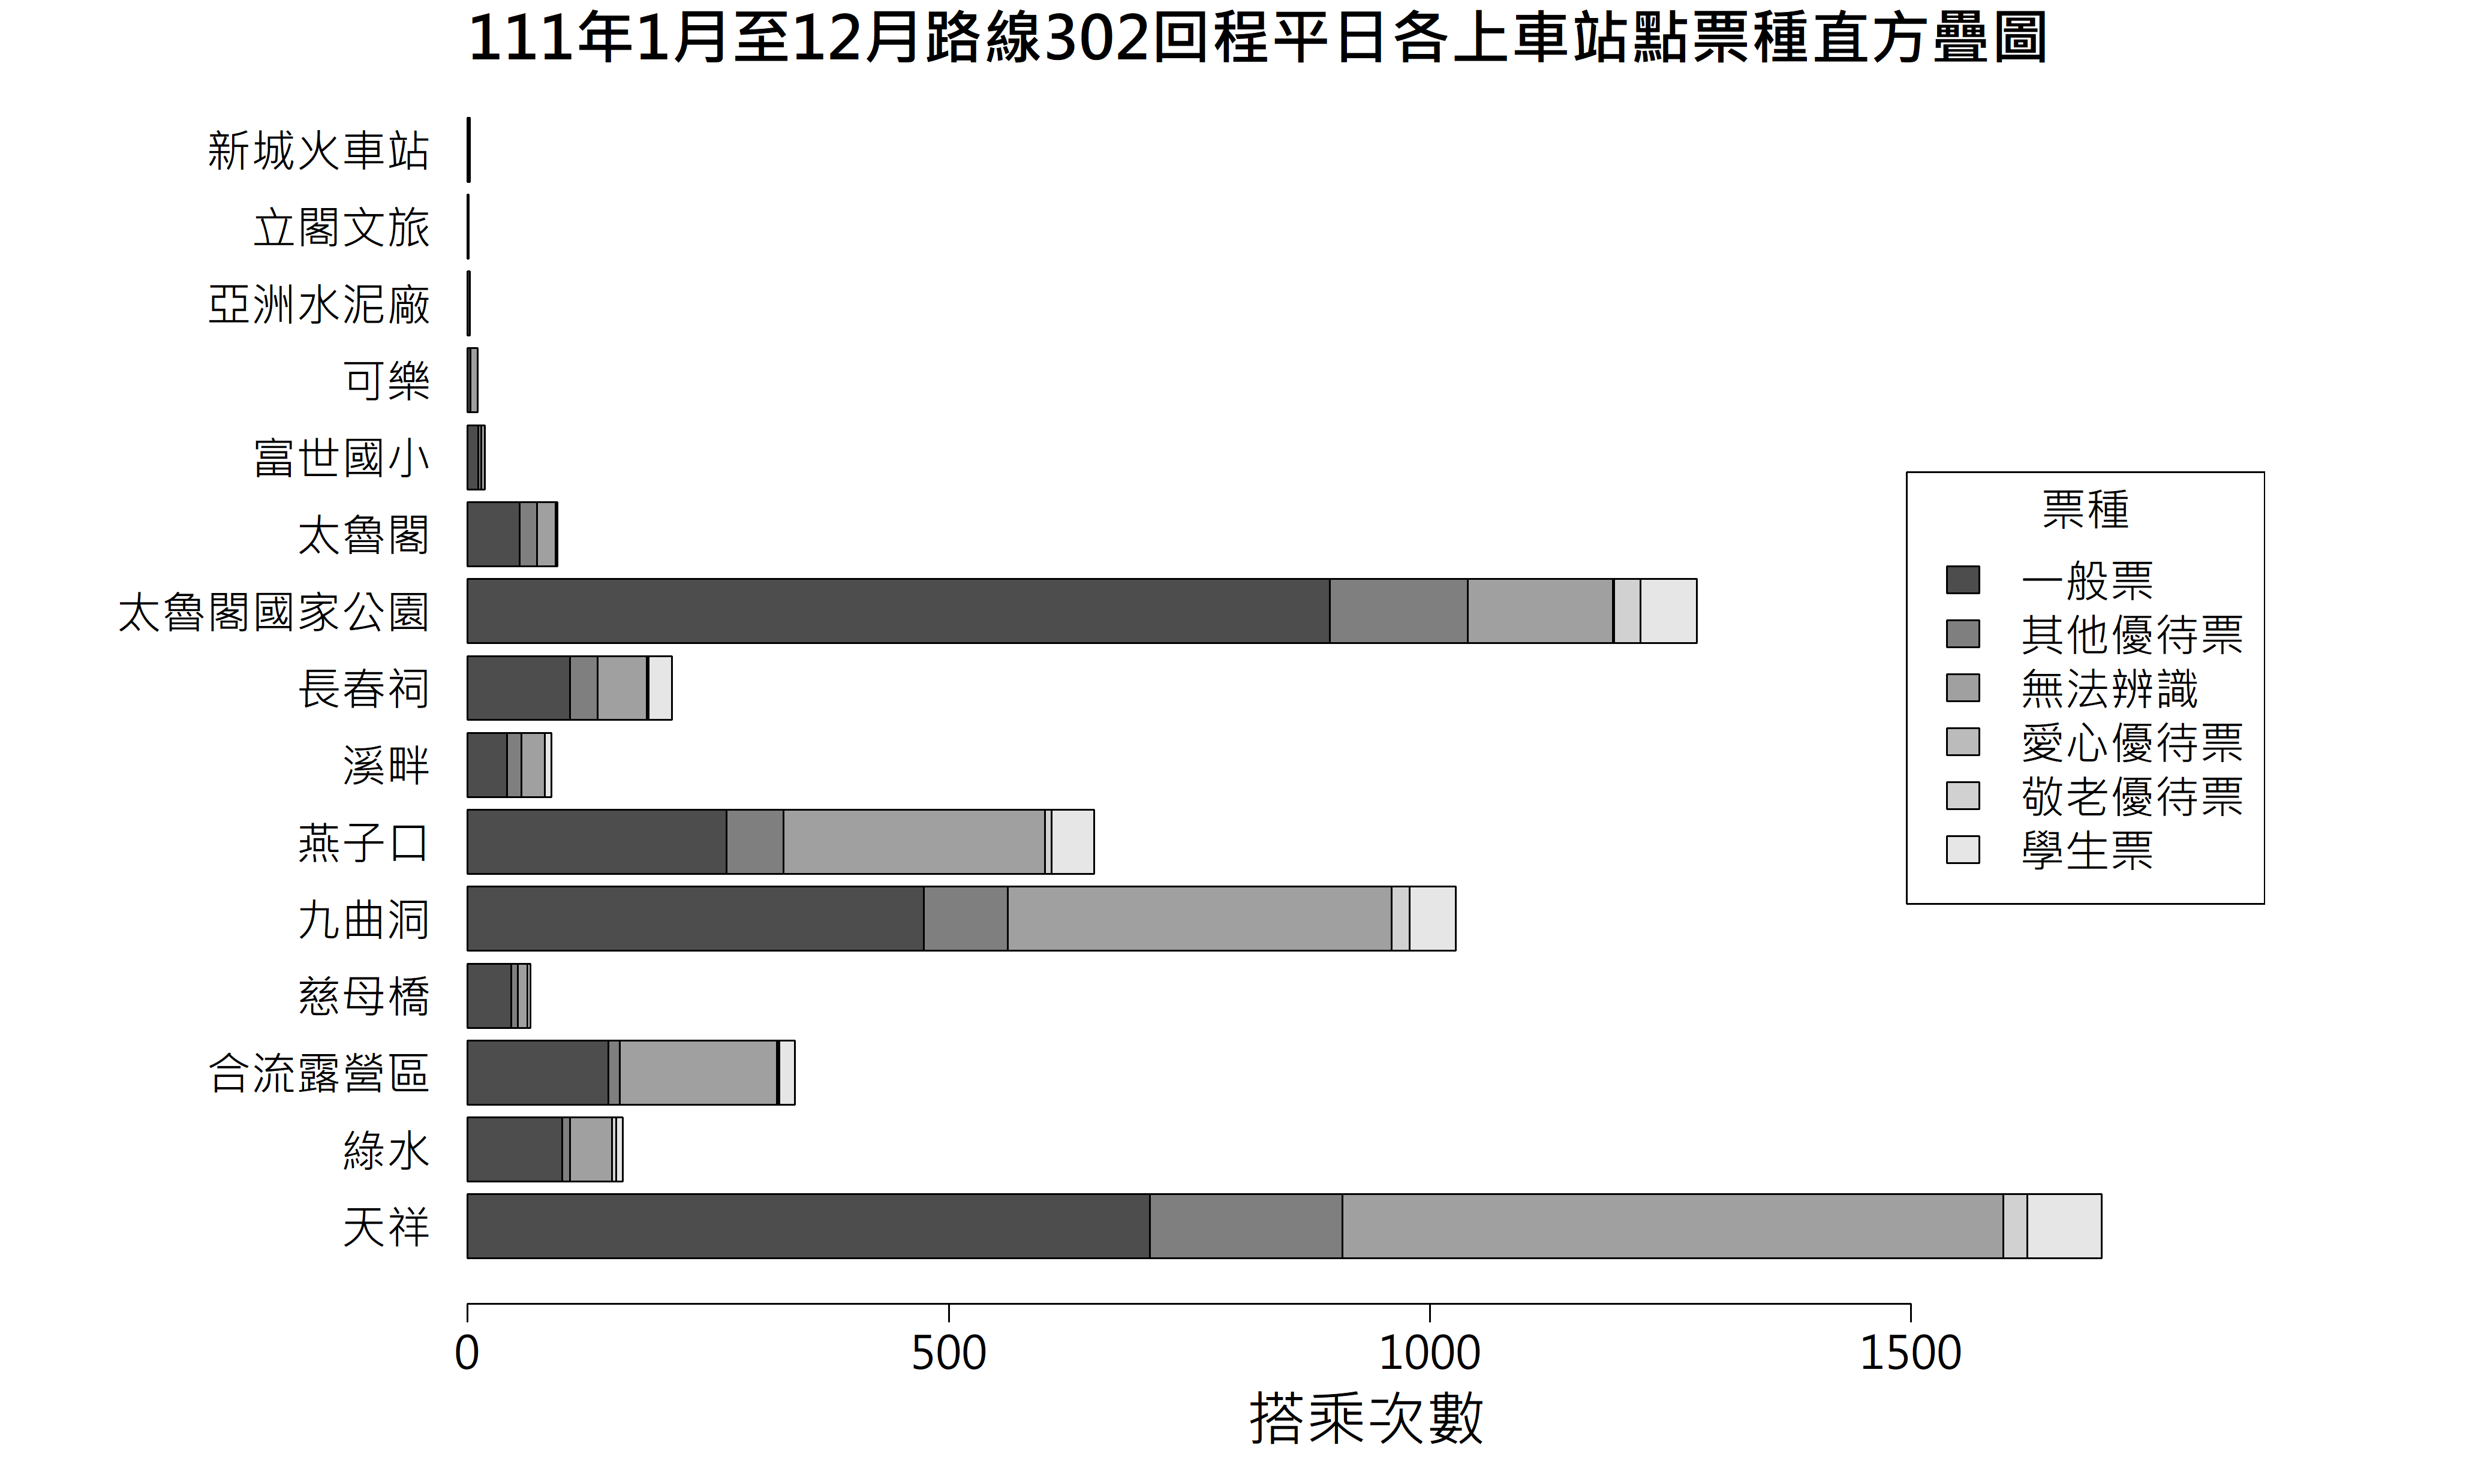 111年1月至12月路線302回程平日各上車站點票種直方疊圖
新城火車站
立閣文旅
亞洲水泥廠
可樂
富世國小
太魯閣
太魯閣國家公園
長春祠
溪畔
燕子口
九曲洞
慈母橋
合流露營區
綠水
天祥
票種
一般票
其他優待票
無法辨識
愛心優待票
敬老優待票
學生票
0 500 1000 1500
搭乘次數